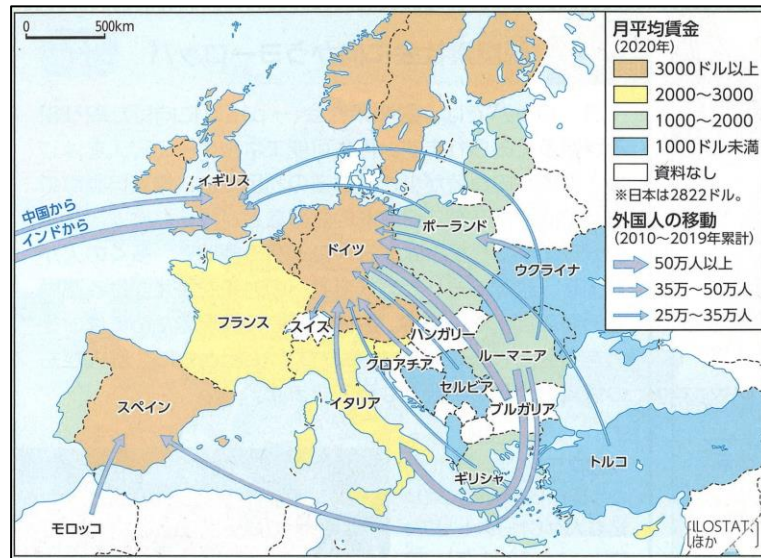 0
500km
月平均賃金
(2020年)
3000ドル以上
2000〜3000
1000〜2000
1000ドル未満
資料なし
※日本は2822ドル。
外国人の移動
(2010〜2019年累計)
50万人以上
35万〜50万人
25万〜35万人
イギリス
中国から
インドから
ポーランド
ドイツ
ウクライナ
フランス
スイス
ハンガリー
クロアチア
ルーマニア
セルビア
スペイン
イタリア
ブルガリア
ギリシャ
トルコ
モロッコ
ILOSTAT,
ほか